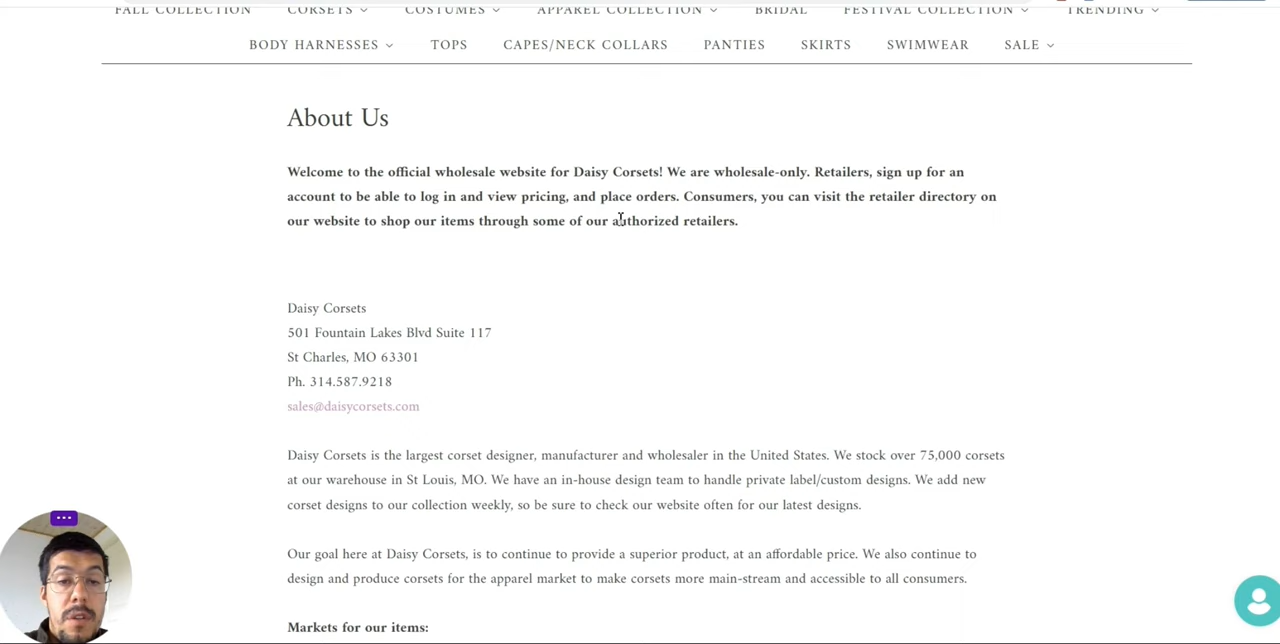 FALL COLLECTION CORSETS COSTUMES APPAREL COLLECTION BRIDAL FESTIVAL COLLECTION TRENDING
BODY HARNESSES TOPS CAPES/NECK COLLARS PANTIES SKIRTS SWIMWEAR SALE
About Us
Welcome to the official wholesale website for Daisy Corsets! We are wholesale-only. Retailers, sign up for an
account to be able to log in and view pricing, and place orders. Consumers, you can visit the retailer directory on
our website to shop our items through some of our authorized retailers.
Daisy Corsets
501 Fountain Lakes Blvd Suite 117
St Charles, MO 63301
Ph. 314.587.9218
sales@daisycorsets.com
Daisy Corsets is the largest corset designer, manufacturer and wholesaler in the United States. We stock over 75,000 corsets
at our warehouse in St Louis, MO. We have an in-house design team to handle private label/custom designs. We add new
corset designs to our collection weekly, so be sure to check our website often for our latest designs.
Our goal here at Daisy Corsets, is to continue to provide a superior product, at an affordable price. We also continue to
design and produce corsets for the apparel market to make corsets more main-stream and accessible to all consumers.
Markets for our items: